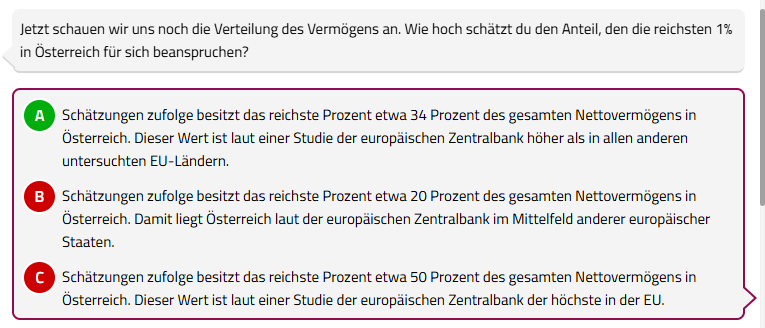 Jetzt schauen wir uns noch die Verteilung des Vermögens an. Wie hoch schätzt du den Anteil, den die reichsten 1%
in Österreich für sich beanspruchen?
A Schätzungen zufolge besitzt das reichste Prozent etwa 34 Prozent des gesamten Nettovermögens in
Österreich. Dieser Wert ist laut einer Studie der europäischen Zentralbank höher als in allen anderen
untersuchten EU-Ländern.
B Schätzungen zufolge besitzt das reichste Prozent etwa 20 Prozent des gesamten Nettovermögens in
Österreich. Damit liegt Österreich laut der europäischen Zentralbank im Mittelfeld anderer europäischer
Staaten.
C Schätzungen zufolge besitzt das reichste Prozent etwa 50 Prozent des gesamten Nettovermögens in
Österreich. Dieser Wert ist laut einer Studie der europäischen Zentralbank der höchste in der EU.